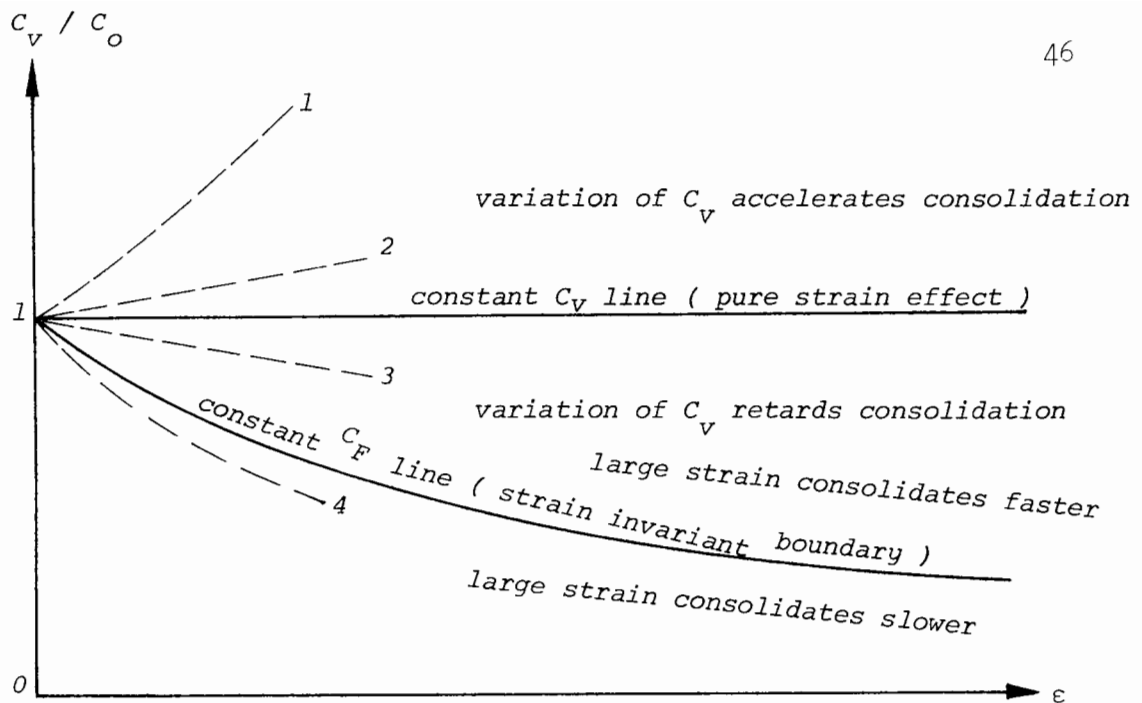 C_v / C_o
46
1
variation of C_v accelerates consolidation
2
constant C_v line ( pure strain effect )
1
3
variation of C_v retards consolidation
constant C_F line ( strain invariant boundary )
large strain consolidates faster
4
large strain consolidates slower
0
ε